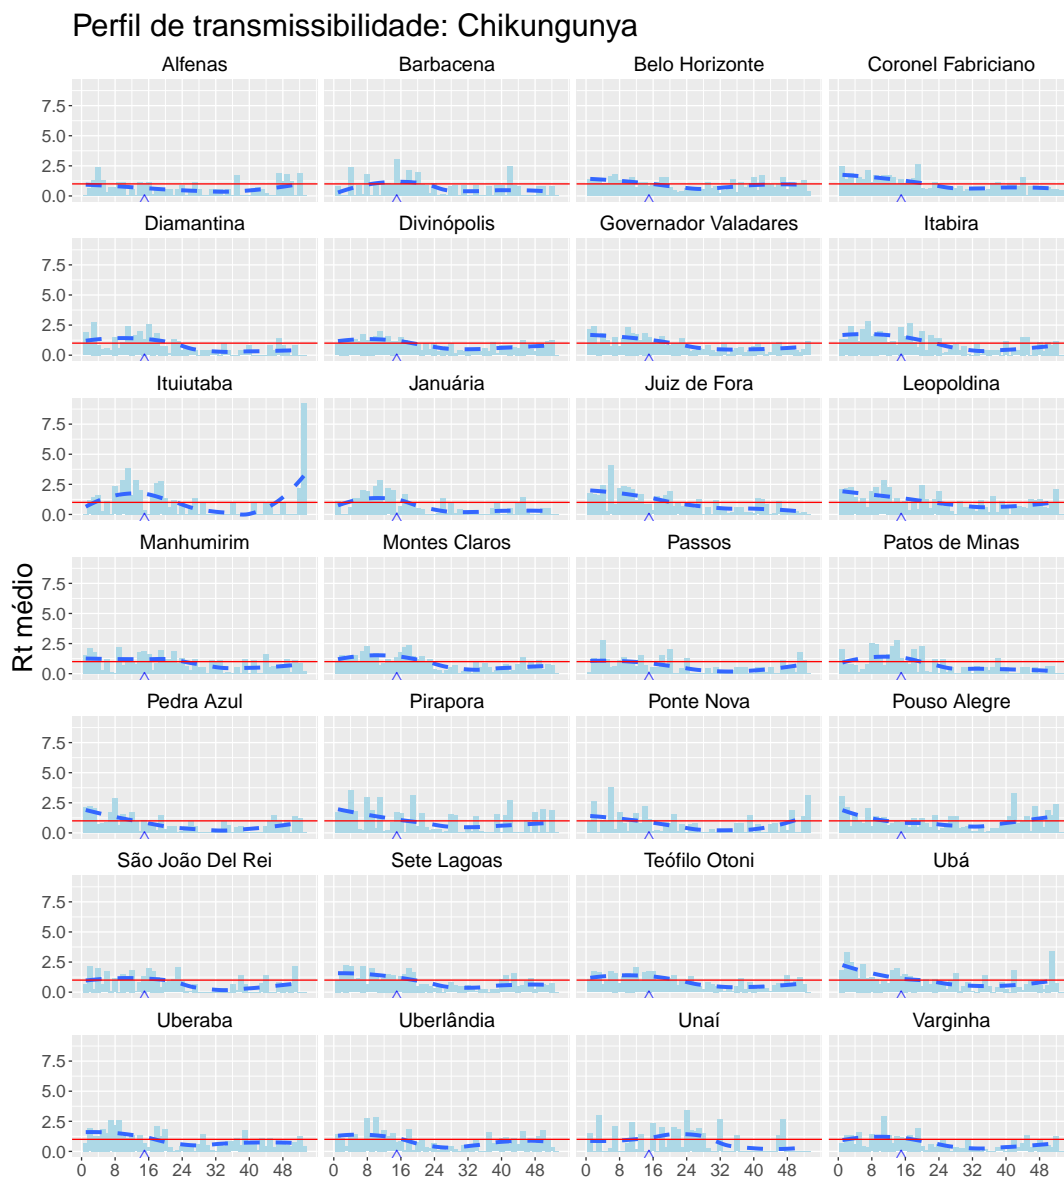 Perfil de transmissibilidade: Chikungunya
Alfenas Barbacena Belo Horizonte Coronel Fabriciano
7.5
5.0
2.5
0.0
Diamantina Divinópolis Governador Valadares Itabira
7.5
5.0
2.5
0.0
Ituiutaba Januária Juiz de Fora Leopoldina
7.5
5.0
2.5
0.0
Manhumirim Montes Claros Passos Patos de Minas
7.5
5.0
2.5
0.0
Rt médio
Pedra Azul Pirapora Ponte Nova Pouso Alegre
7.5
5.0
2.5
0.0
São João Del Rei Sete Lagoas Teófilo Otoni Ubá
7.5
5.0
2.5
0.0
Uberaba Uberlândia Unaí Varginha
7.5
5.0
2.5
0.0
0 8 16 24 32 40 48 0 8 16 24 32 40 48 0 8 16 24 32 40 48 0 8 16 24 32 40 48